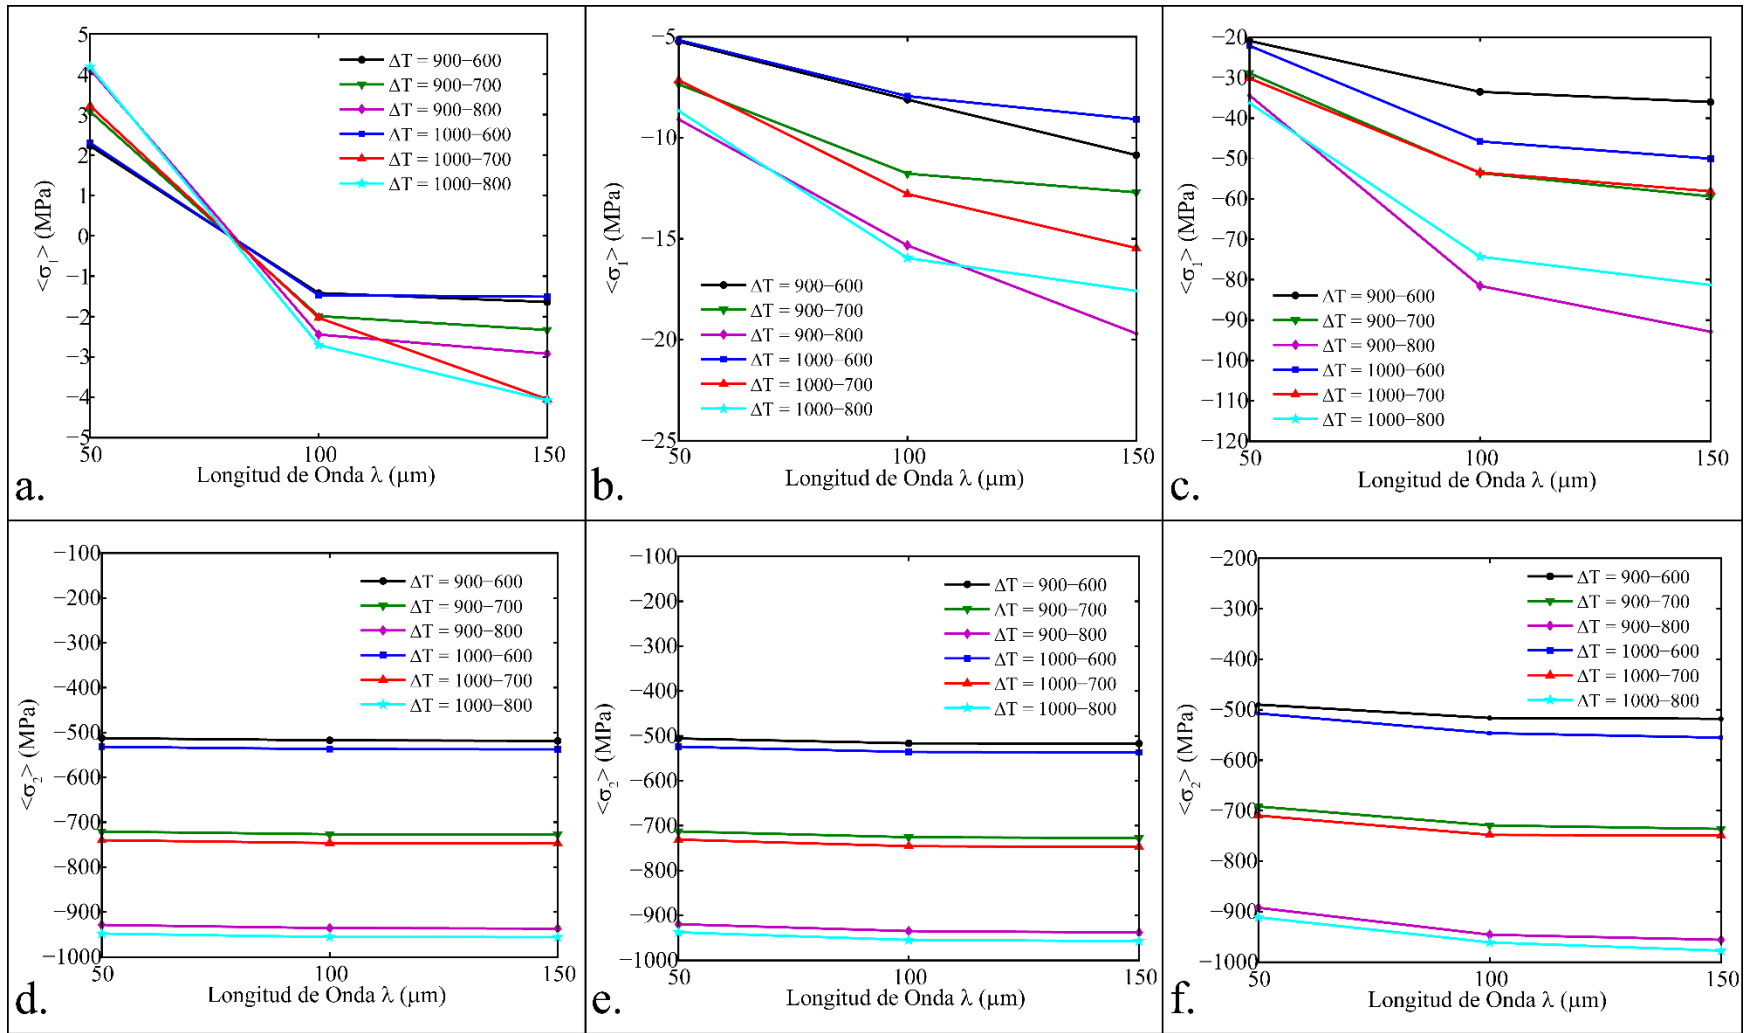 5
4
3
2
1
0
−1
−2
−3
−4
−5
<σ1> (MPa)
ΔT = 900−600
ΔT = 900−700
ΔT = 900−800
ΔT = 1000−600
ΔT = 1000−700
ΔT = 1000−800
50
100
150
Longitud de Onda λ (μm)
a.
−5
−10
−15
−20
−25
<σ1> (MPa)
ΔT = 900−600
ΔT = 900−700
ΔT = 900−800
ΔT = 1000−600
ΔT = 1000−700
ΔT = 1000−800
50
100
150
Longitud de Onda λ (μm)
b.
−20
−30
−40
−50
−60
−70
−80
−90
−100
−110
−120
<σ1> (MPa)
ΔT = 900−600
ΔT = 900−700
ΔT = 900−800
ΔT = 1000−600
ΔT = 1000−700
ΔT = 1000−800
50
100
150
Longitud de Onda λ (μm)
c.
−100
−200
−300
−400
−500
−600
−700
−800
−900
−1000
<σ2> (MPa)
ΔT = 900−600
ΔT = 900−700
ΔT = 900−800
ΔT = 1000−600
ΔT = 1000−700
ΔT = 1000−800
50
100
150
Longitud de Onda λ (μm)
d.
−100
−200
−300
−400
−500
−600
−700
−800
−900
−1000
<σ2> (MPa)
ΔT = 900−600
ΔT = 900−700
ΔT = 900−800
ΔT = 1000−600
ΔT = 1000−700
ΔT = 1000−800
50
100
150
Longitud de Onda λ (μm)
e.
−200
−300
−400
−500
−600
−700
−800
−900
−1000
<σ2> (MPa)
ΔT = 900−600
ΔT = 900−700
ΔT = 900−800
ΔT = 1000−600
ΔT = 1000−700
ΔT = 1000−800
50
100
150
Longitud de Onda λ (μm)
f.